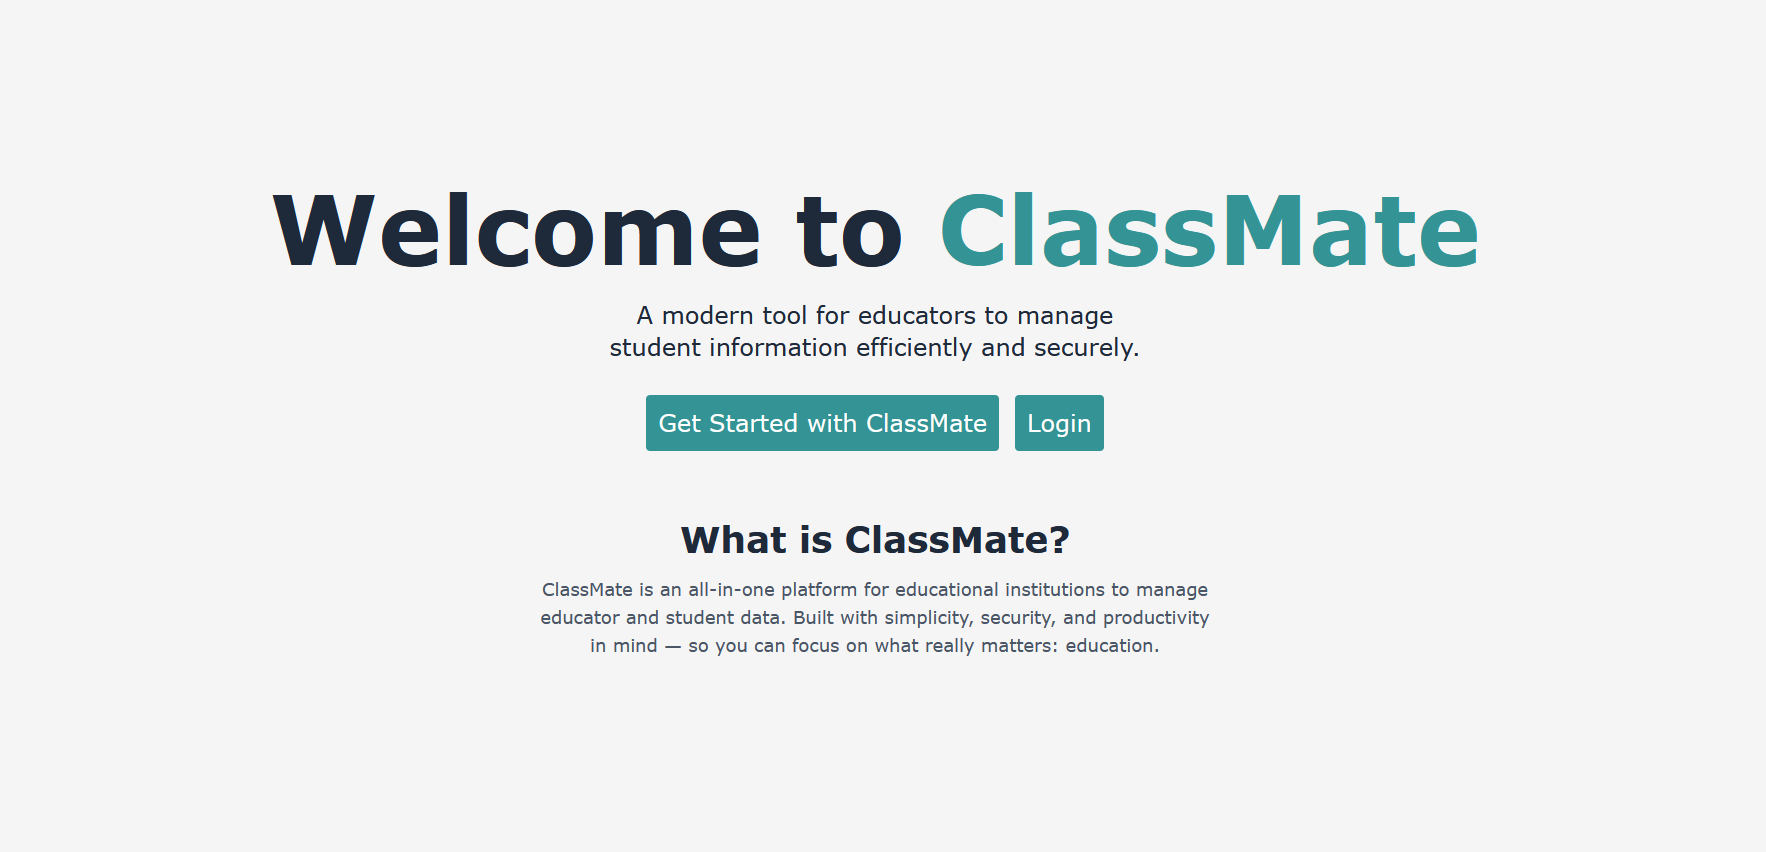 Welcome to ClassMate
A modern tool for educators to manage
student information efficiently and securely.
Get Started with ClassMate
Login
What is ClassMate?
ClassMate is an all-in-one platform for educational institutions to manage
educator and student data. Built with simplicity, security, and productivity
in mind — so you can focus on what really matters: education.